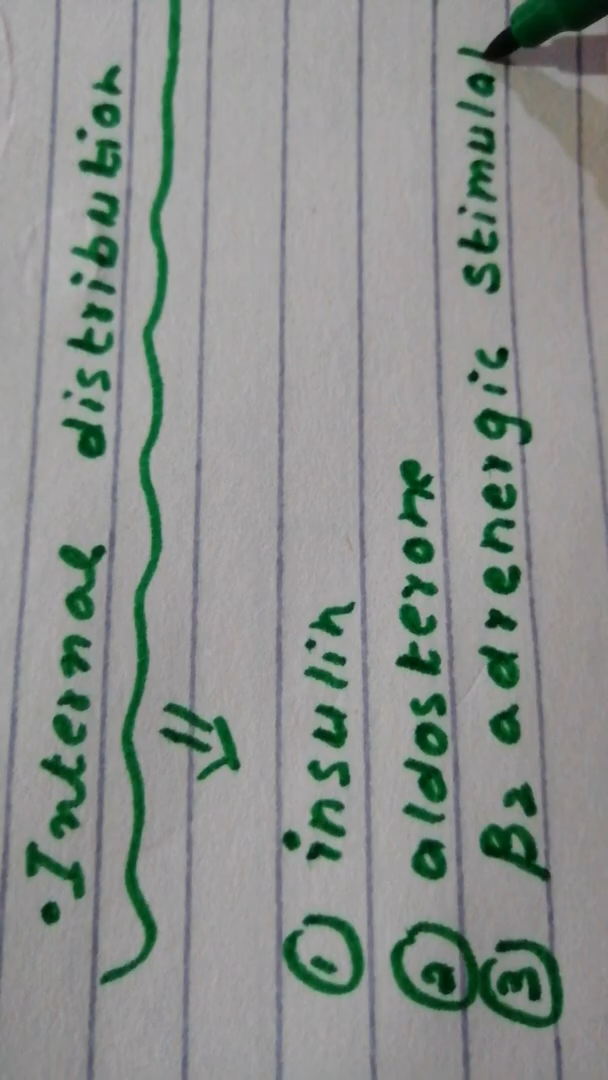 • Internal distribution
⇓
① insulin
② aldosterone
③ β2 adrenergic stimulat